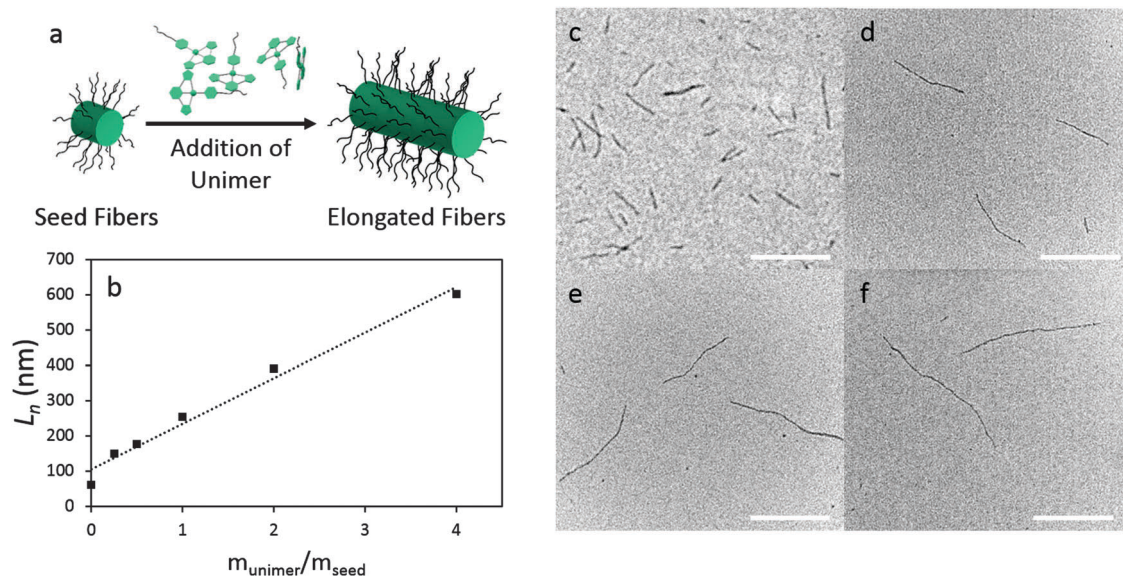 a
Addition of
Unimer
Seed Fibers
Elongated Fibers
b
700
600
500
400
300
200
100
0
Ln (nm)
0
1
2
3
4
munimer/mseed
c
d
e
f